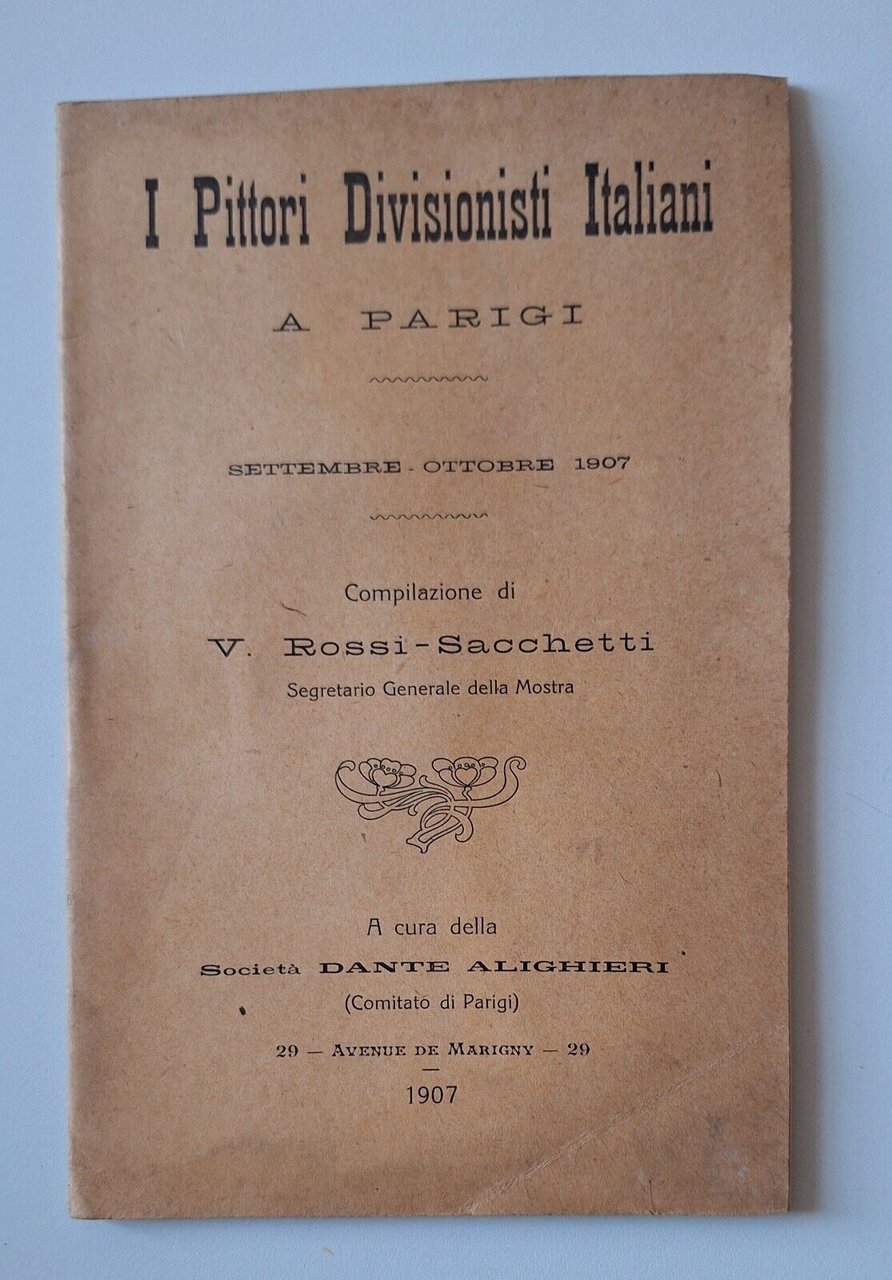 I Pittori Divisionisti Italiani
A PARIGI
SETTEMBRE - OTTOBRE 1907
Compilazione di
V. Rossi-Sacchetti
Segretario Generale della Mostra
A cura della
Società DANTE ALIGHIERI
(Comitato di Parigi)
29 — AVENUE DE MARIGNY — 29
1907